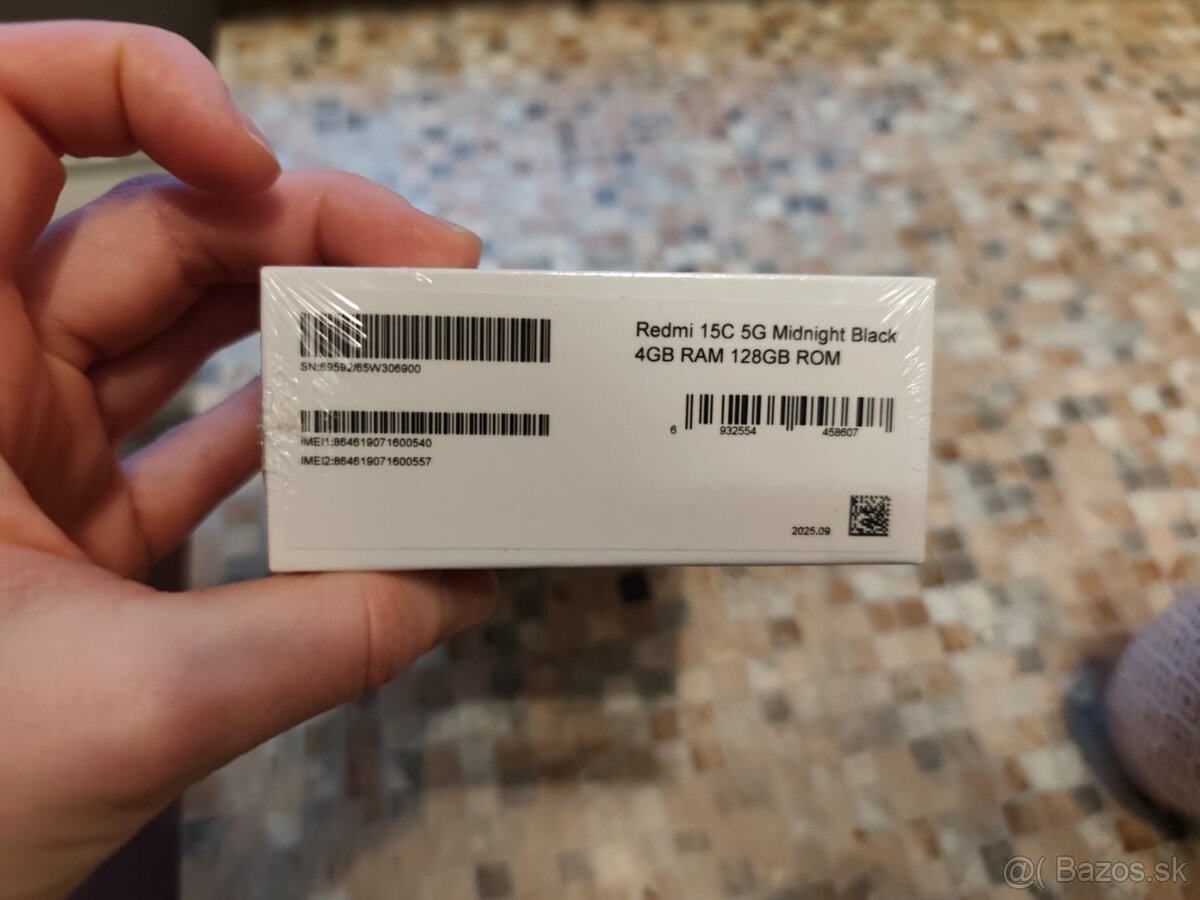 SN:69592/65W306900
IMEI1:864619071600540
IMEI2:864619071600557
Redmi 15C 5G Midnight Black
4GB RAM 128GB ROM
6 932554 458607
2025.09
@( Bazos.sk